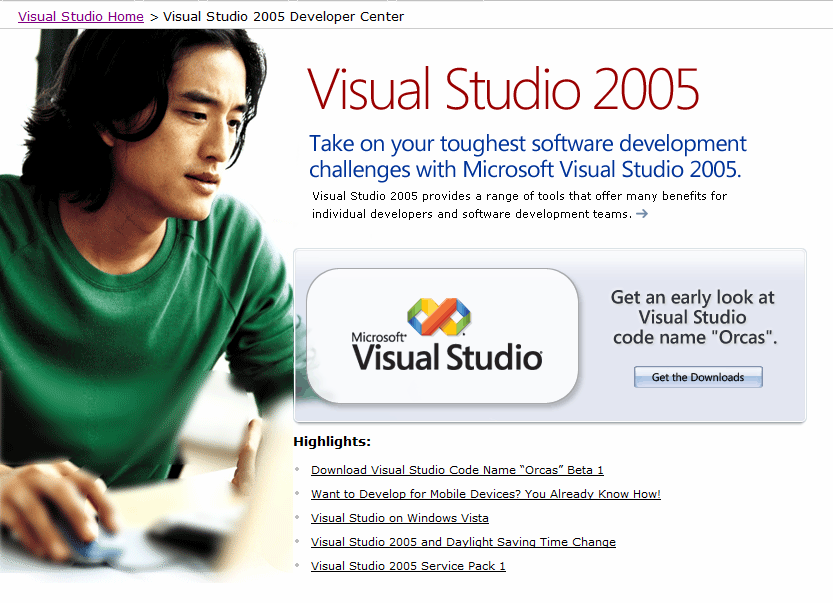 Visual Studio Home > Visual Studio 2005 Developer Center
Visual Studio 2005
Take on your toughest software development
challenges with Microsoft Visual Studio 2005.
Visual Studio 2005 provides a range of tools that offer many benefits for
individual developers and software development teams.
Microsoft®
Visual Studio®
Get an early look at
Visual Studio
code name "Orcas".
Get the Downloads
Highlights:
Download Visual Studio Code Name “Orcas” Beta 1
Want to Develop for Mobile Devices? You Already Know How!
Visual Studio on Windows Vista
Visual Studio 2005 and Daylight Saving Time Change
Visual Studio 2005 Service Pack 1